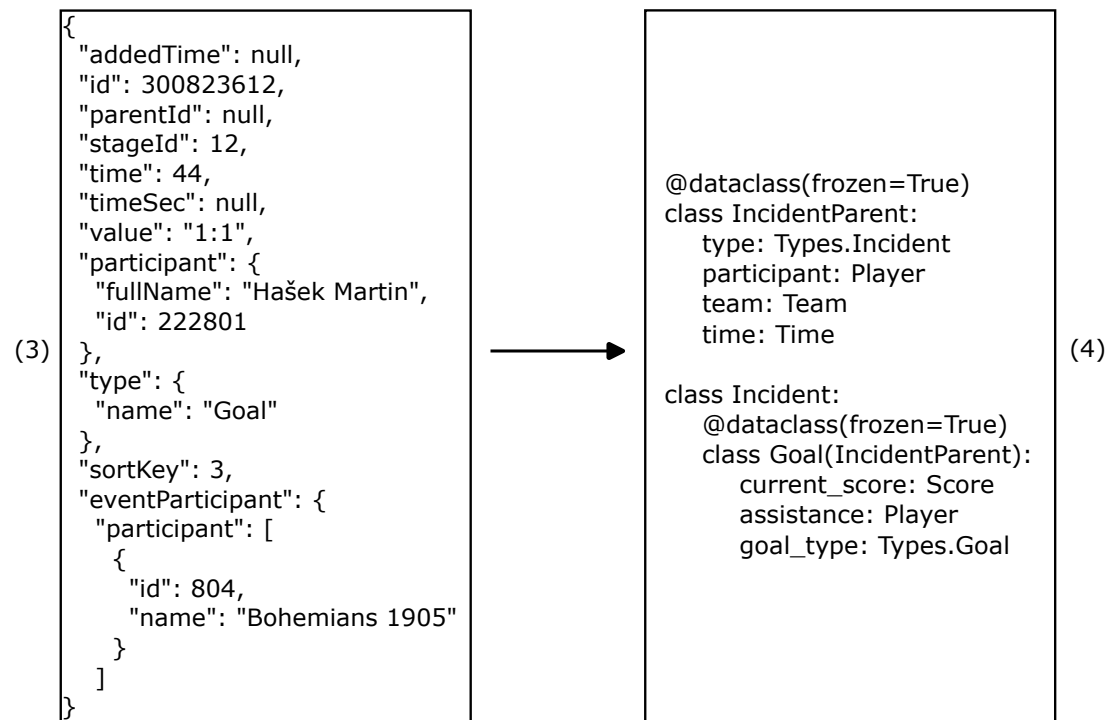 {
"addedTime": null,
"id": 300823612,
"parentId": null,
"stageId": 12,
"time": 44,
"timeSec": null,
"value": "1:1",
"participant": {
"fullName": "Hašek Martin",
"id": 222801
(3)
},
"type": {
"name": "Goal"
},
"sortKey": 3,
"eventParticipant": {
"participant": [
{
"id": 804,
"name": "Bohemians 1905"
}
]
}
@dataclass(frozen=True)
class IncidentParent:
type: Types.Incident
participant: Player
team: Team
time: Time
class Incident:
@dataclass(frozen=True)
class Goal(IncidentParent):
current_score: Score
assistance: Player
goal_type: Types.Goal
(4)